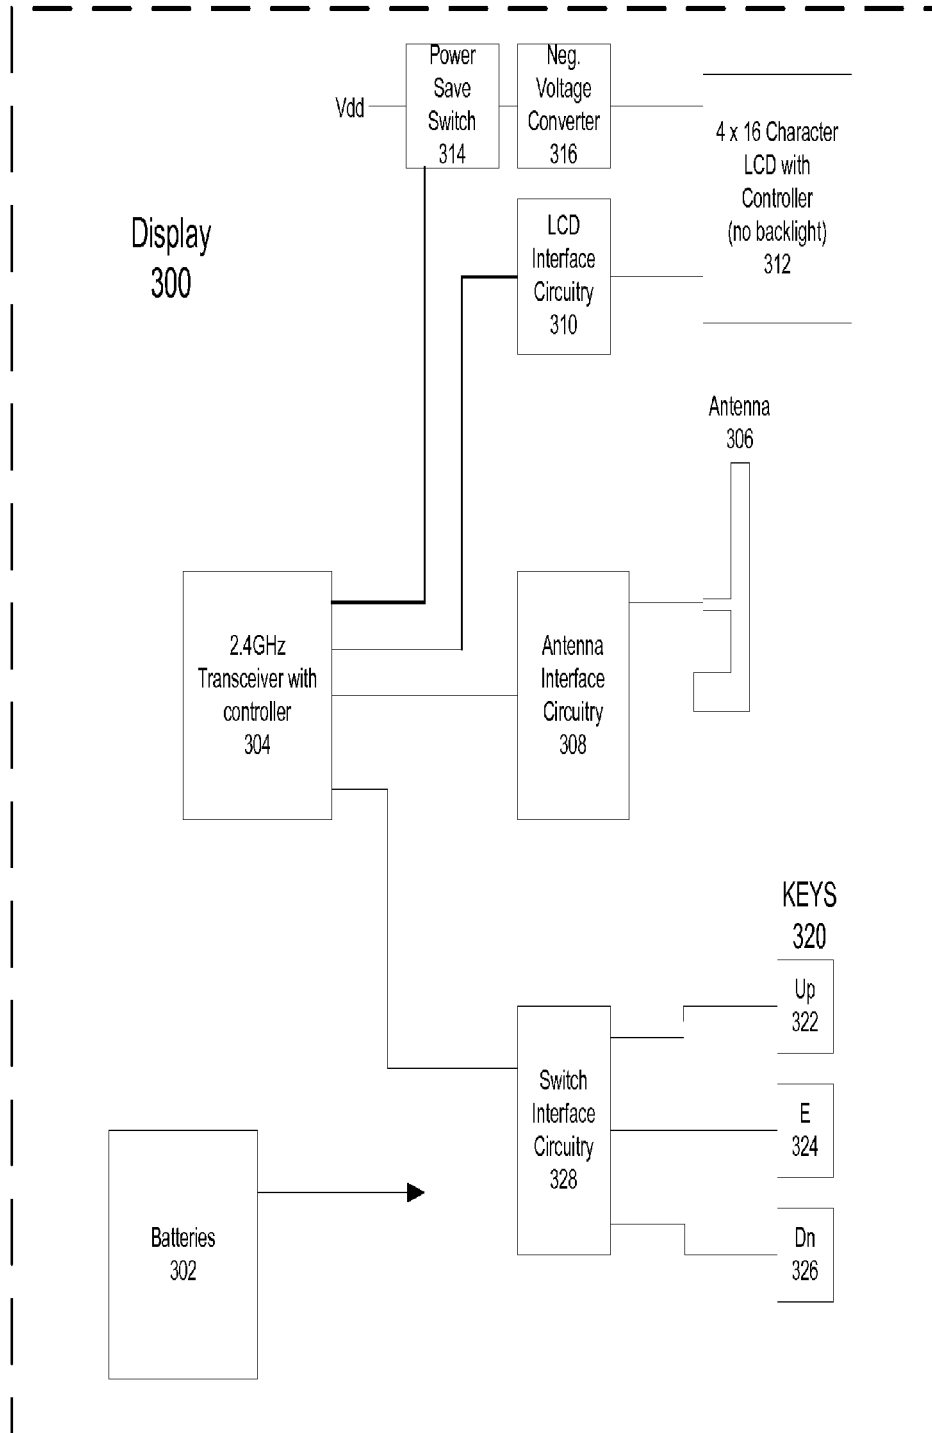 Power
Save
Switch
314
Neg.
Voltage
Converter
316
Vdd
4 x 16 Character
LCD with
Controller
(no backlight)
312
Display
300
LCD
Interface
Circuitry
310
Antenna
306
2.4GHz
Transceiver with
controller
304
Antenna
Interface
Circuitry
308
KEYS
320
Up
322
Switch
Interface
Circuitry
328
E
324
Dn
326
Batteries
302